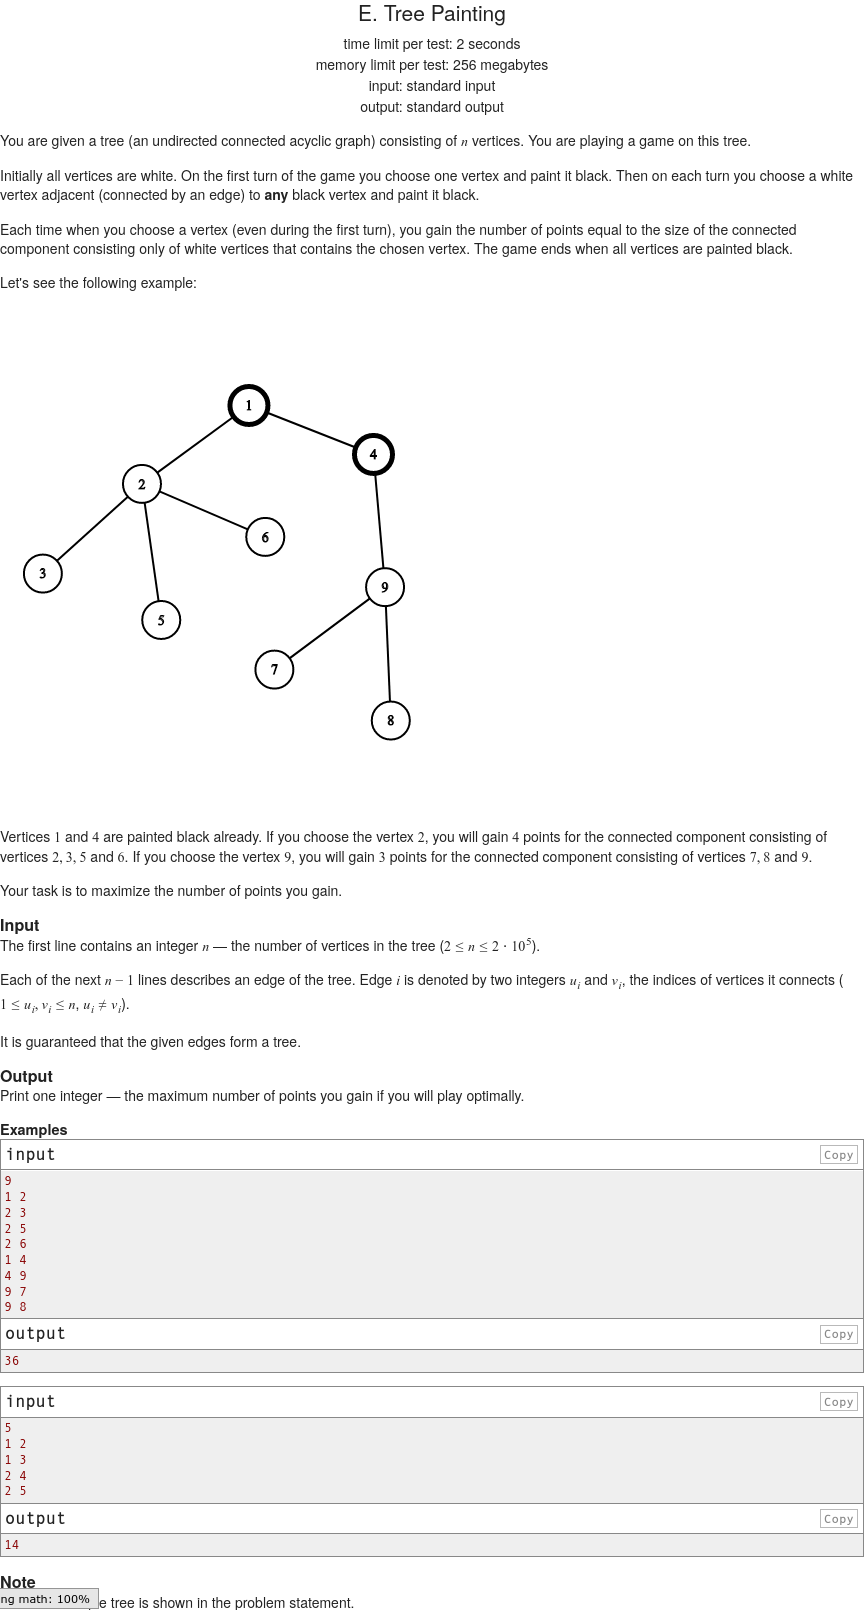 E. Tree Painting
time limit per test: 2 seconds
memory limit per test: 256 megabytes
input: standard input
output: standard output
You are given a tree (an undirected connected acyclic graph) consisting of n vertices. You are playing a game on this tree.
Initially all vertices are white. On the first turn of the game you choose one vertex and paint it black. Then on each turn you choose a white
vertex adjacent (connected by an edge) to any black vertex and paint it black.
Each time when you choose a vertex (even during the first turn), you gain the number of points equal to the size of the connected
component consisting only of white vertices that contains the chosen vertex. The game ends when all vertices are painted black.
Let's see the following example:
1
4
2
6
3
9
5
7
8
Vertices 1 and 4 are painted black already. If you choose the vertex 2, you will gain 4 points for the connected component consisting of
vertices 2, 3, 5 and 6. If you choose the vertex 9, you will gain 3 points for the connected component consisting of vertices 7, 8 and 9.
Your task is to maximize the number of points you gain.
Input
The first line contains an integer n — the number of vertices in the tree (2 ≤ n ≤ 2 · 10^5).
Each of the next n − 1 lines describes an edge of the tree. Edge i is denoted by two integers u_i and v_i, the indices of vertices it connects (
1 ≤ u_i, v_i ≤ n, u_i ≠ v_i).
It is guaranteed that the given edges form a tree.
Output
Print one integer — the maximum number of points you gain if you will play optimally.
Examples
input Copy
9
1 2
2 3
2 5
2 6
1 4
4 9
9 7
9 8
output Copy
36
input Copy
5
1 2
1 3
2 4
2 5
output Copy
14
Note
ng math: 100%
e tree is shown in the problem statement.